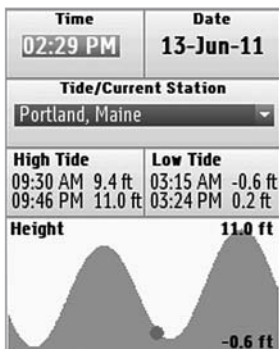 Time
Date
02:29 PM
13-Jun-11
Tide/Current Station
Portland, Maine
High Tide
Low Tide
09:30 AM 9.4 ft
03:15 AM -0.6 ft
09:46 PM 11.0 ft
03:24 PM 0.2 ft
Height
11.0 ft
-0.6 ft